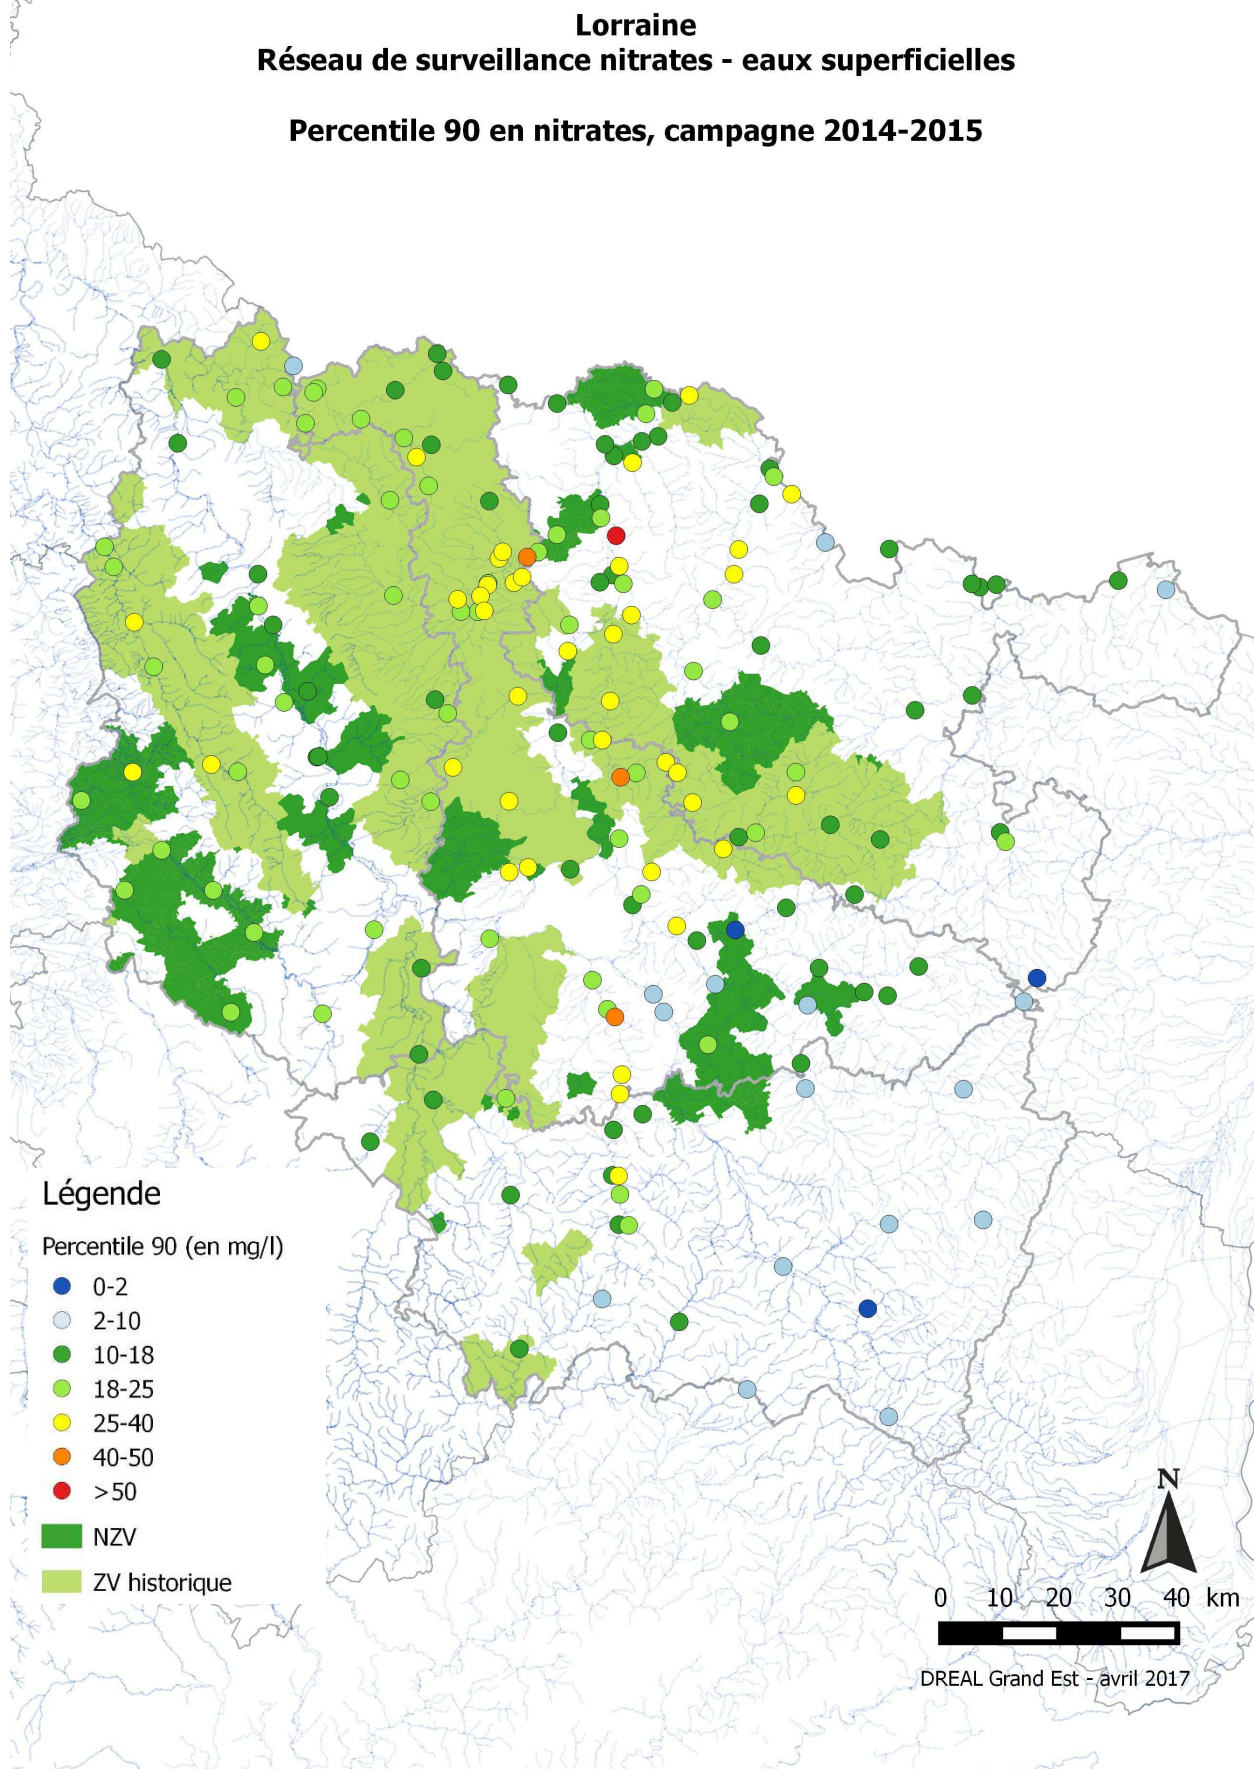 Lorraine
Réseau de surveillance nitrates - eaux superficielles
Percentile 90 en nitrates, campagne 2014-2015
Légende
Percentile 90 (en mg/l)
0-2
2-10
10-18
18-25
25-40
40-50
>50
NZV
ZV historique
N
0 10 20 30 40 km
DREAL Grand Est - avril 2017